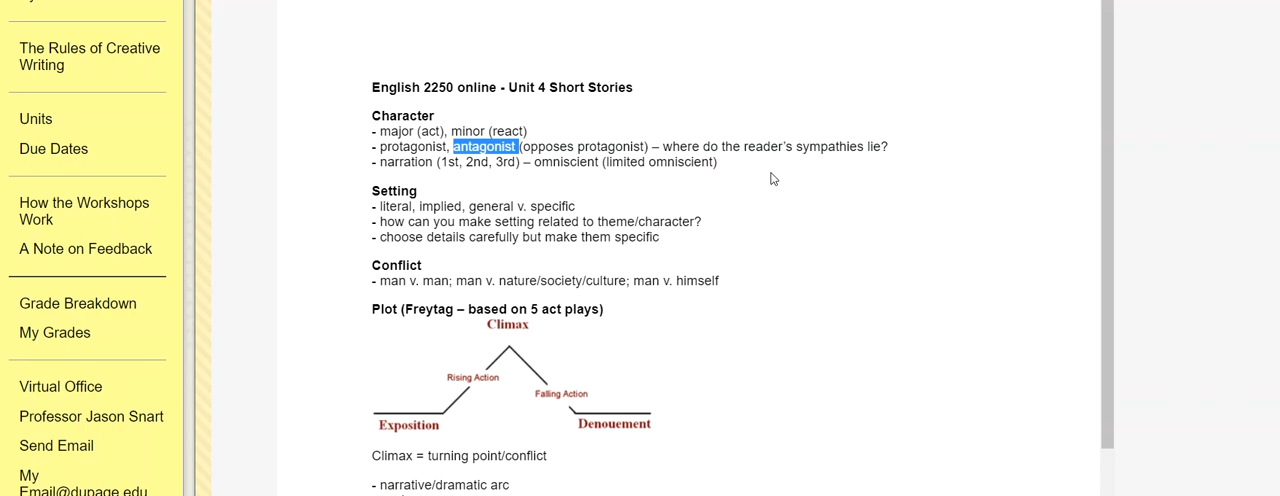 The Rules of Creative
Writing
Units
Due Dates
How the Workshops
Work
A Note on Feedback
Grade Breakdown
My Grades
Virtual Office
Professor Jason Snart
Send Email
My
Email@dupage.edu
English 2250 online - Unit 4 Short Stories
Character
- major (act), minor (react)
- protagonist, antagonist (opposes protagonist) – where do the reader's sympathies lie?
- narration (1st, 2nd, 3rd) – omniscient (limited omniscient)
Setting
- literal, implied, general v. specific
- how can you make setting related to theme/character?
- choose details carefully but make them specific
Conflict
- man v. man; man v. nature/society/culture; man v. himself
Plot (Freytag – based on 5 act plays)
Climax
Rising Action
Falling Action
Exposition
Denouement
Climax = turning point/conflict
- narrative/dramatic arc